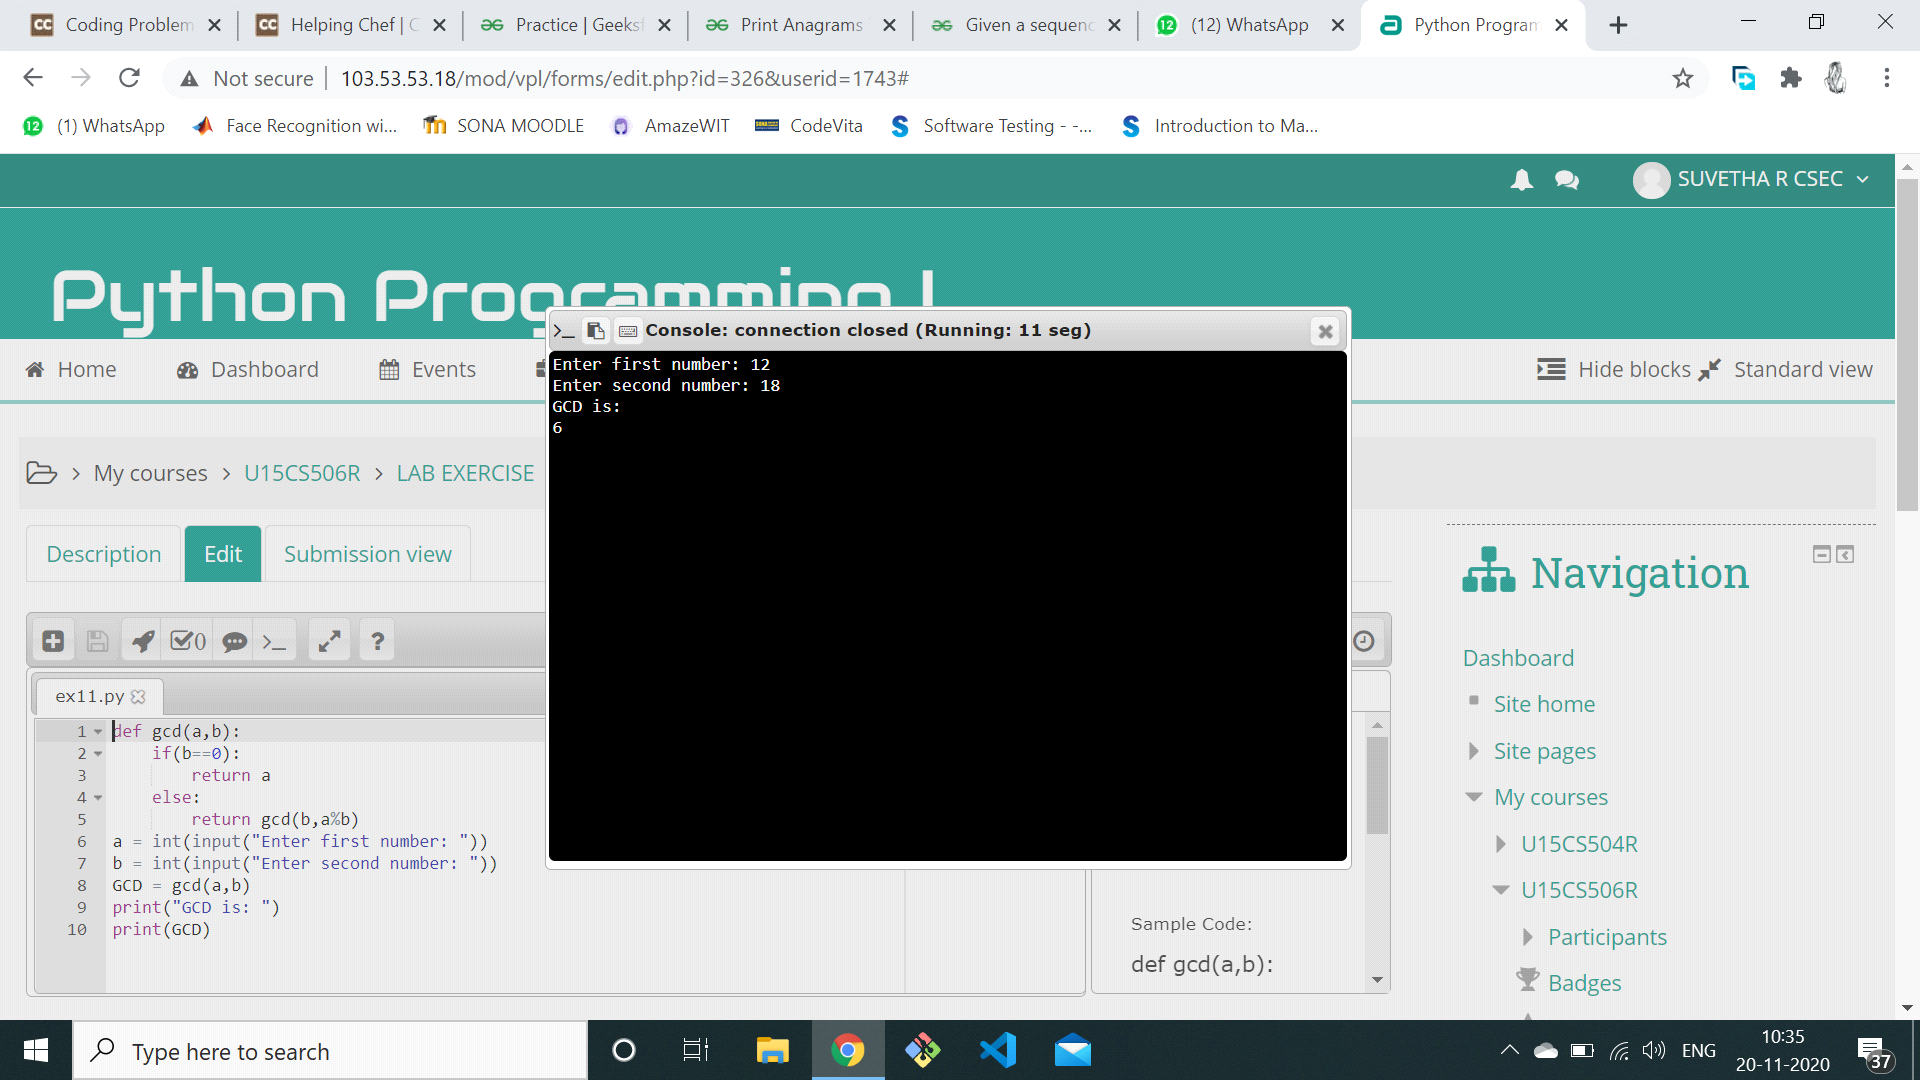 Coding Problem
Helping Chef | C
Practice | Geeksf
Print Anagrams
Given a sequenc
12 (12) WhatsApp
Python Program
Not secure
103.53.53.18/mod/vpl/forms/edit.php?id=326&userid=1743#
12 (1) WhatsApp
Face Recognition wi...
SONA MOODLE
AmazeWIT
CodeVita
Software Testing - -...
Introduction to Ma...
SUVETHA R CSEC
Python Programming I
Home
Dashboard
Events
Hide blocks
Standard view
My courses > U15CS506R > LAB EXERCISE
Description
Edit
Submission view
0
?
ex11.py
1 def gcd(a,b):
2 if(b==0):
3 return a
4 else:
5 return gcd(b,a%b)
6 a = int(input("Enter first number: "))
7 b = int(input("Enter second number: "))
8 GCD = gcd(a,b)
9 print("GCD is: ")
10 print(GCD)
>_ Console: connection closed (Running: 11 seg)
Enter first number: 12
Enter second number: 18
GCD is:
6
Sample Code:
def gcd(a,b):
Navigation
Dashboard
Site home
Site pages
My courses
U15CS504R
U15CS506R
Participants
Badges
Type here to search
ENG
10:35
20-11-2020
37